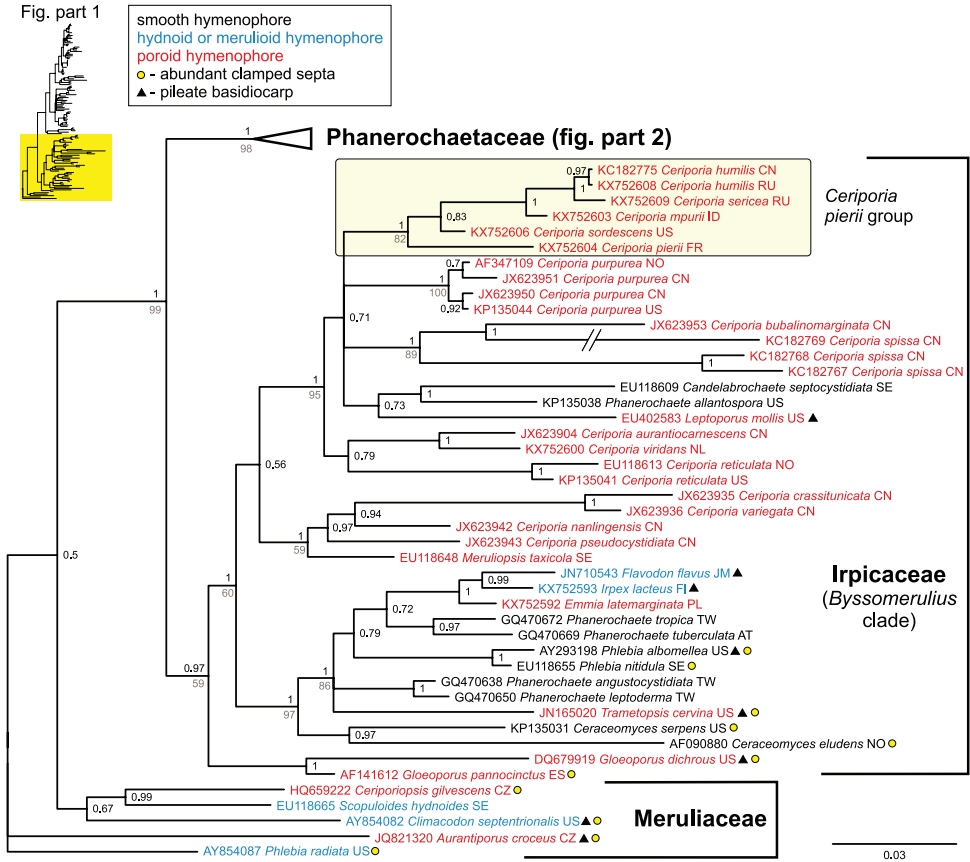 Fig. part 1
smooth hymenophore
hydnoid or merulioid hymenophore
poroid hymenophore
- abundant clamped septa
- pileate basidiocarp
1
98
Phanerochaetaceae (fig. part 2)
Ceriporia
pierii group
0.97
KC182775 Ceriporia humilis CN
1
KX752608 Ceriporia humilis RU
KX752609 Ceriporia sericea RU
1
KX752603 Ceriporia mpurii ID
0.83
KX752606 Ceriporia sordescens US
1
82
KX752604 Ceriporia pierii FR
0.7
AF347109 Ceriporia purpurea NO
1
100
JX623951 Ceriporia purpurea CN
JX623950 Ceriporia purpurea CN
0.92
KP135044 Ceriporia purpurea US
1
99
0.71
JX623953 Ceriporia bubalinomarginata CN
1
KC182769 Ceriporia spissa CN
1
89
KC182768 Ceriporia spissa CN
1
KC182767 Ceriporia spissa CN
1
95
EU118609 Candelabrochaete septocystidiata SE
1
0.73
KP135038 Phanerochaete allantospora US
EU402583 Leptoporus mollis US
JX623904 Ceriporia aurantiocarnescens CN
1
KX752600 Ceriporia viridans NL
0.79
EU118613 Ceriporia reticulata NO
1
KP135041 Ceriporia reticulata US
0.56
JX623935 Ceriporia crassitunicata CN
1
JX623936 Ceriporia variegata CN
0.94
JX623942 Ceriporia nanlingensis CN
0.97
1
59
JX623943 Ceriporia pseudocystidiata CN
EU118648 Meruliopsis taxicola SE
0.5
1
60
JN710543 Flavodon flavus JM
0.99
KX752593 Irpex lacteus FI
1
KX752592 Emmia latemarginata PL
0.72
GQ470672 Phanerochaete tropica TW
0.97
GQ470669 Phanerochaete tuberculata AT
0.79
AY293198 Phlebia albomellea US
1
EU118655 Phlebia nitidula SE
Irpicaceae
(Byssomerulius
clade)
0.97
59
1
86
GQ470638 Phanerochaete angustocystidiata TW
1
GQ470650 Phanerochaete leptoderma TW
1
97
JN165020 Trametopsis cervina US
KP135031 Ceraceomyces serpens US
0.97
AF090880 Ceraceomyces eludens NO
DQ679919 Gloeoporus dichrous US
1
AF141612 Gloeoporus pannocinctus ES
HQ659222 Ceriporiopsis gilvescens CZ
0.99
EU118665 Scopuloides hydnoides SE
0.67
AY854082 Climacodon septentrionalis US
Meruliaceae
JQ821320 Aurantiporus croceus CZ
AY854087 Phlebia radiata US
0.03